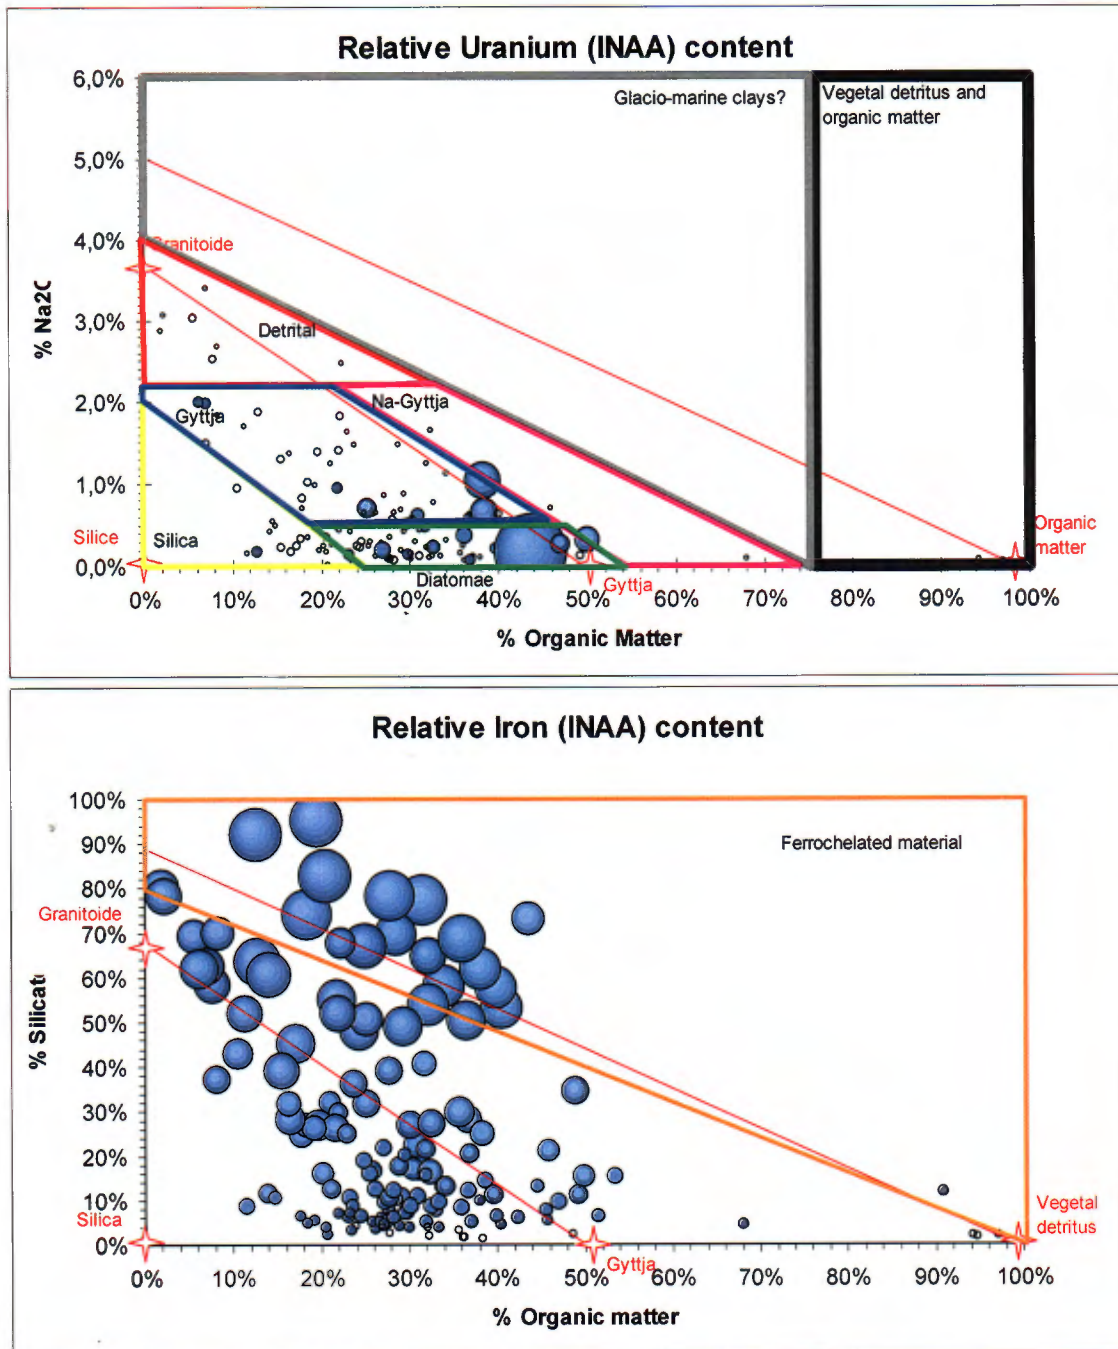 Relative Uranium (INAA) content
6,0%
5,0%
4,0%
3,0%
2,0%
1,0%
0,0%
% Na2O
Glacio-marine clays?
Vegetal detritus and
organic matter
Granitoide
Detrital
Na-Gyttja
Gyttja
Silice
Silica
Diatomae
Gyttja
Organic
matter
0% 10% 20% 30% 40% 50% 60% 70% 80% 90% 100%
% Organic Matter
Relative Iron (INAA) content
100%
90%
80%
70%
60%
50%
40%
30%
20%
10%
0%
% Silicate
Ferrochelated material
Granitoide
Silica
Gyttja
Vegetal
detritus
0% 10% 20% 30% 40% 50% 60% 70% 80% 90% 100%
% Organic matter